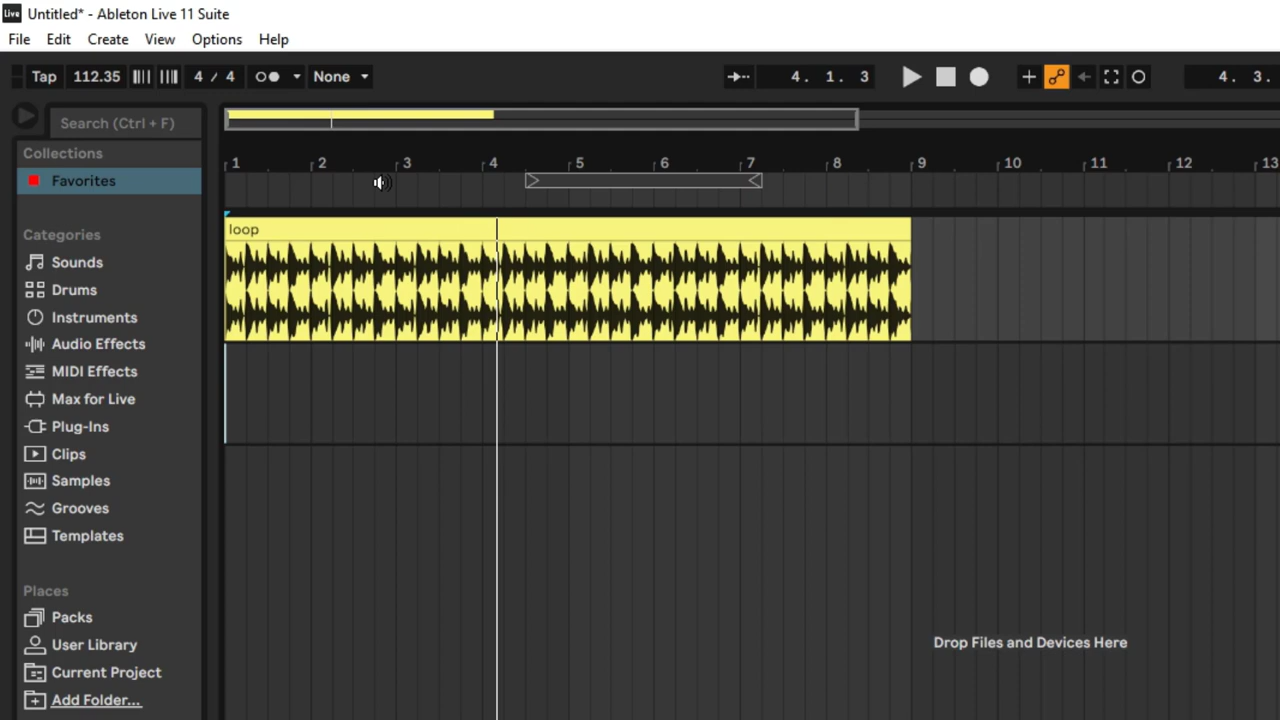 Live Untitled* - Ableton Live 11 Suite
File Edit Create View Options Help
Tap 112.35 4 / 4 None 4. 1. 3 4. 3.
Search (Ctrl + F)
Collections
Favorites
1 2 3 4 5 6 7 8 9 10 11 12 13
loop
Categories
Sounds
Drums
Instruments
Audio Effects
MIDI Effects
Max for Live
Plug-Ins
Clips
Samples
Grooves
Templates
Places
Packs
User Library
Current Project
Add Folder...
Drop Files and Devices Here